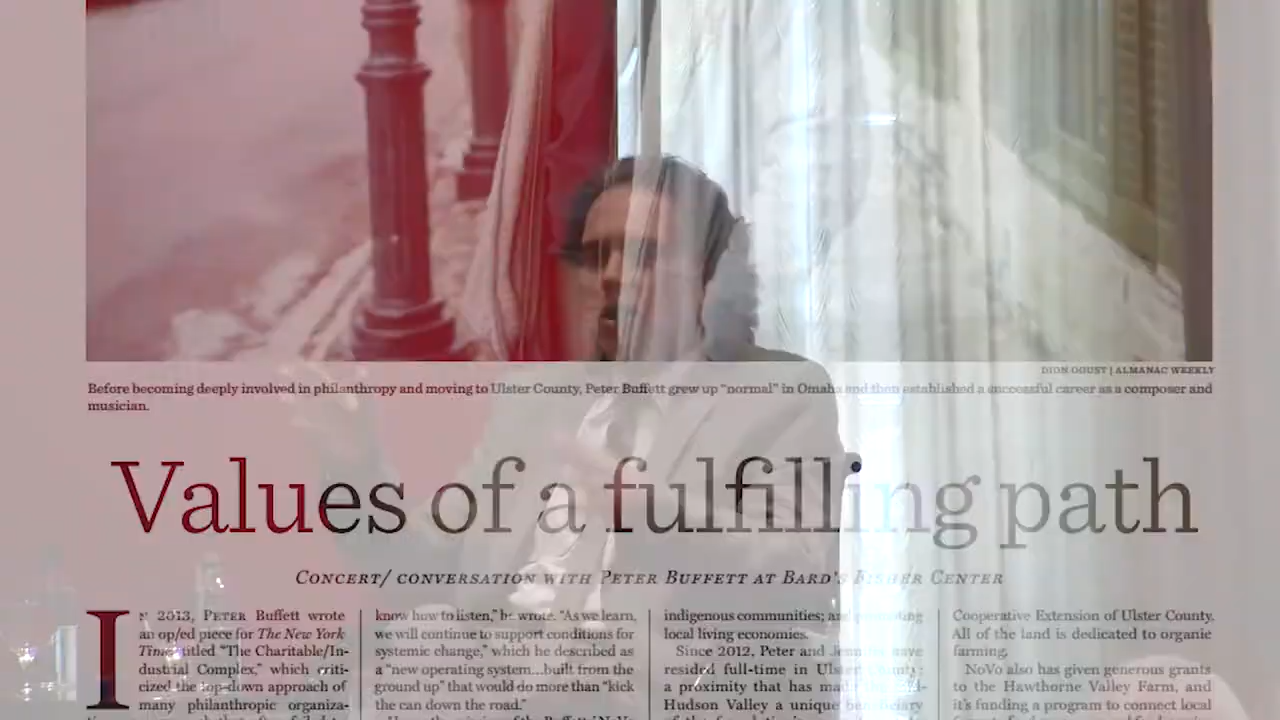 DION OGUST | ALMANAC WEEKLY
Before becoming deeply involved in philanthropy and moving to Ulster County, Peter Buffett grew up "normal" in Omaha and then established a successful career as a composer and
musician.
Values of a fulfilling path
CONCERT/ CONVERSATION WITH PETER BUFFETT AT BARD'S FISHER CENTER
IN 2013, PETER Buffett wrote
an op/ed piece for The New York
Times titled "The Charitable/In-
dustrial Complex," which criti-
cized the top-down approach of
many philanthropic organiza-
know how to listen," he wrote. "As we learn,
we will continue to support conditions for
systemic change," which he described as
a "new operating system...built from the
ground up" that would do more than "kick
the can down the road."
indigenous communities; and
local living economies.
Since 2012, Peter and have
resided full-time in Ulster County;
a proximity that has made
Hudson Valley a unique beneficiary
Cooperative Extension of Ulster County.
All of the land is dedicated to organic
farming.
NoVo also has given generous grants
to the Hawthorne Valley Farm, and
it's funding a program to connect local